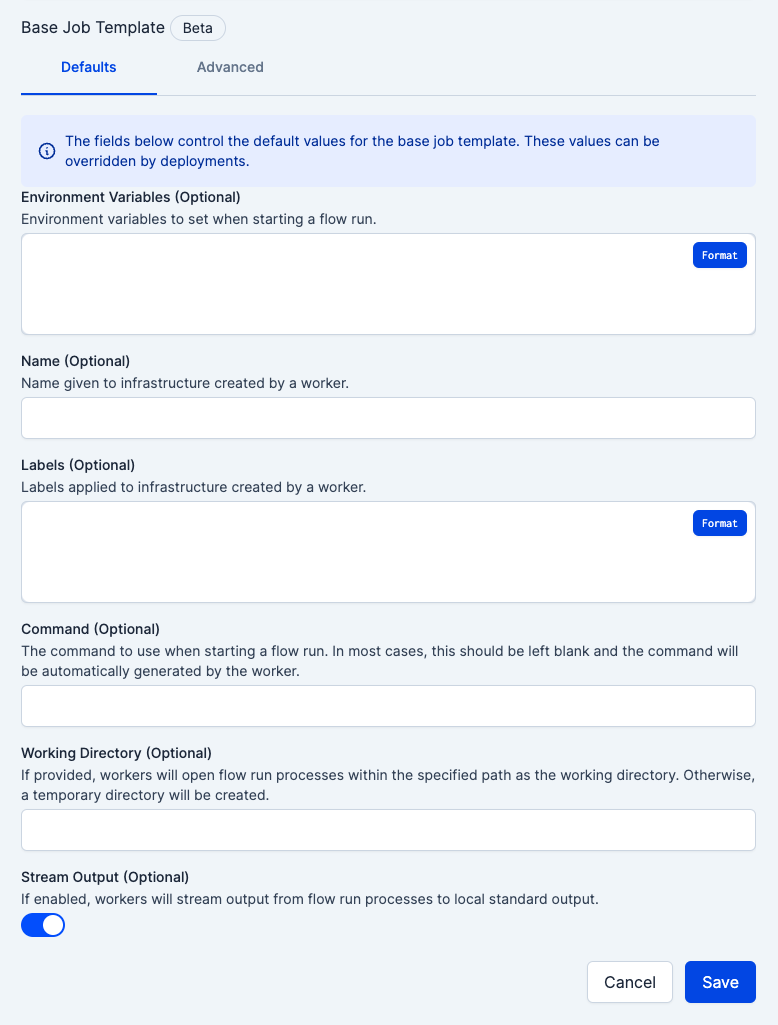 Base Job Template Beta
Defaults Advanced
The fields below control the default values for the base job template. These values can be
overridden by deployments.
Environment Variables (Optional)
Environment variables to set when starting a flow run.
Format
Name (Optional)
Name given to infrastructure created by a worker.
Labels (Optional)
Labels applied to infrastructure created by a worker.
Format
Command (Optional)
The command to use when starting a flow run. In most cases, this should be left blank and the command will
be automatically generated by the worker.
Working Directory (Optional)
If provided, workers will open flow run processes within the specified path as the working directory. Otherwise,
a temporary directory will be created.
Stream Output (Optional)
If enabled, workers will stream output from flow run processes to local standard output.
Cancel Save